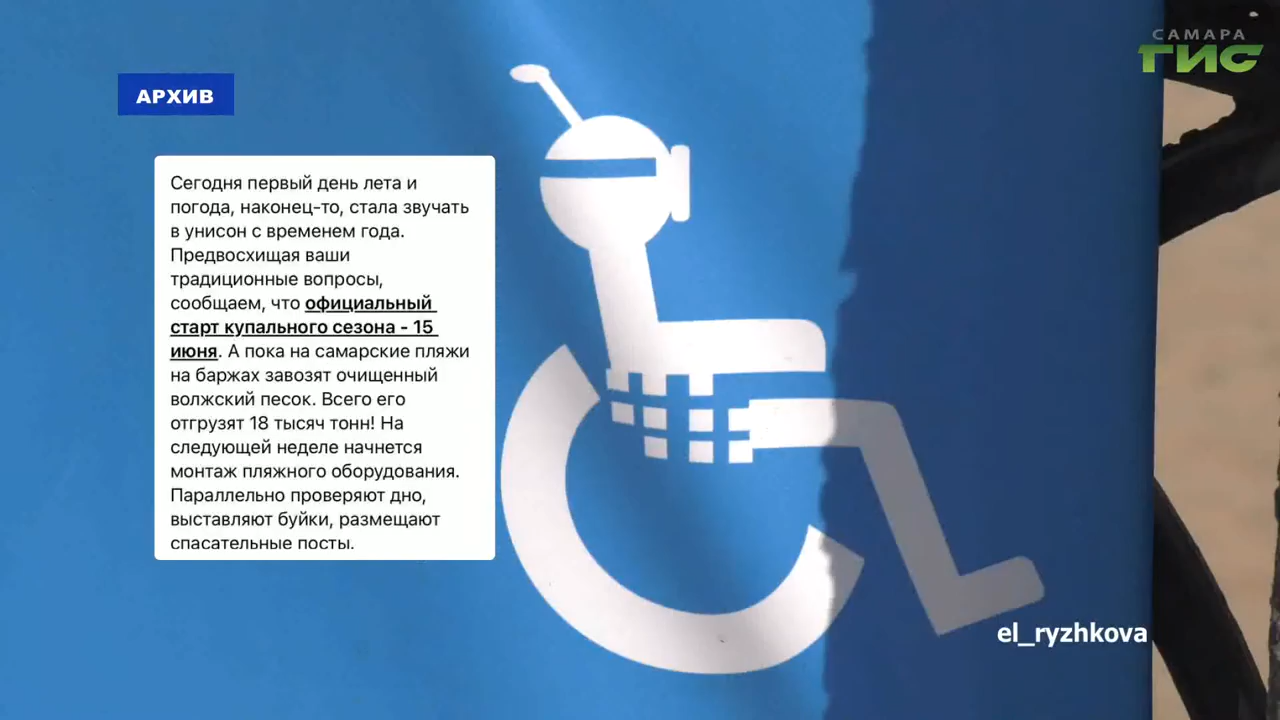 САМАРА
ГИС
АРХИВ
Сегодня первый день лета и
погода, наконец-то, стала звучать
в унисон с временем года.
Предвосхищая ваши
традиционные вопросы,
сообщаем, что официальный
старт купального сезона - 15
июня. А пока на самарские пляжи
на баржах завозят очищенный
волжский песок. Всего его
отгрузят 18 тысяч тонн! На
следующей неделе начнется
монтаж пляжного оборудования.
Параллельно проверяют дно,
выставляют буйки, размещают
спасательные посты.
el_ryzhkova